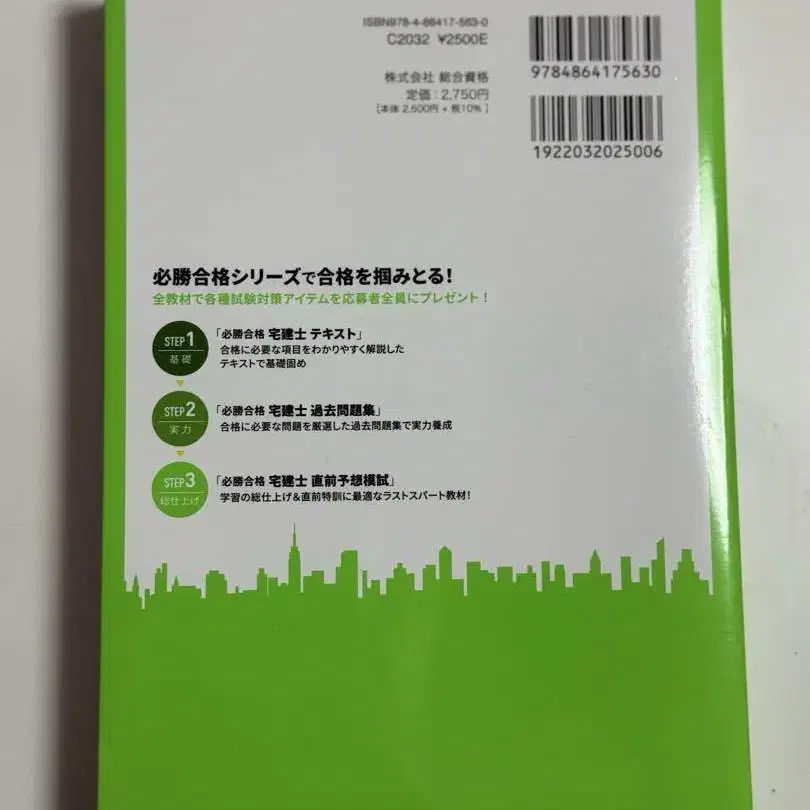 ISBN978-4-86417-563-0
C2032 ¥2500E
株式会社 総合資格
定価：2,750円
[本体 2,500円 + 税10%]
9784864175630
1922032025006
必勝合格シリーズで合格を掴みとる！
全教材で各種試験対策アイテムを応募者全員にプレゼント！
STEP1
基礎
「必勝合格 宅建士 テキスト」
合格に必要な項目をわかりやすく解説した
テキストで基礎固め
STEP2
実力
「必勝合格 宅建士 過去問題集」
合格に必要な問題を厳選した過去問題集で実力養成
STEP3
総仕上げ
「必勝合格 宅建士 直前予想模試」
学習の総仕上げ＆直前特訓に最適なラストスパート教材！